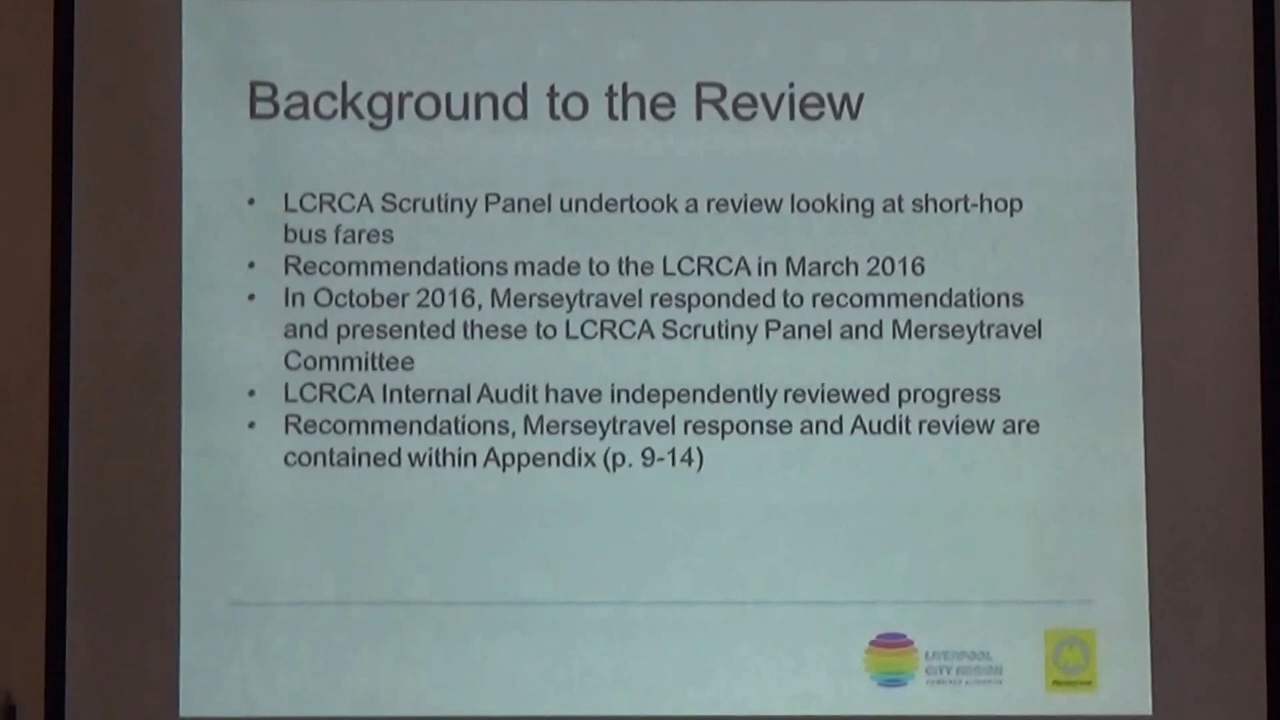 Background to the Review
• LCRCA Scrutiny Panel undertook a review looking at short-hop
bus fares
• Recommendations made to the LCRCA in March 2016
• In October 2016, Merseytravel responded to recommendations
and presented these to LCRCA Scrutiny Panel and Merseytravel
Committee
• LCRCA Internal Audit have independently reviewed progress
• Recommendations, Merseytravel response and Audit review are
contained within Appendix (p. 9-14)
LIVERPOOL
CITY REGION